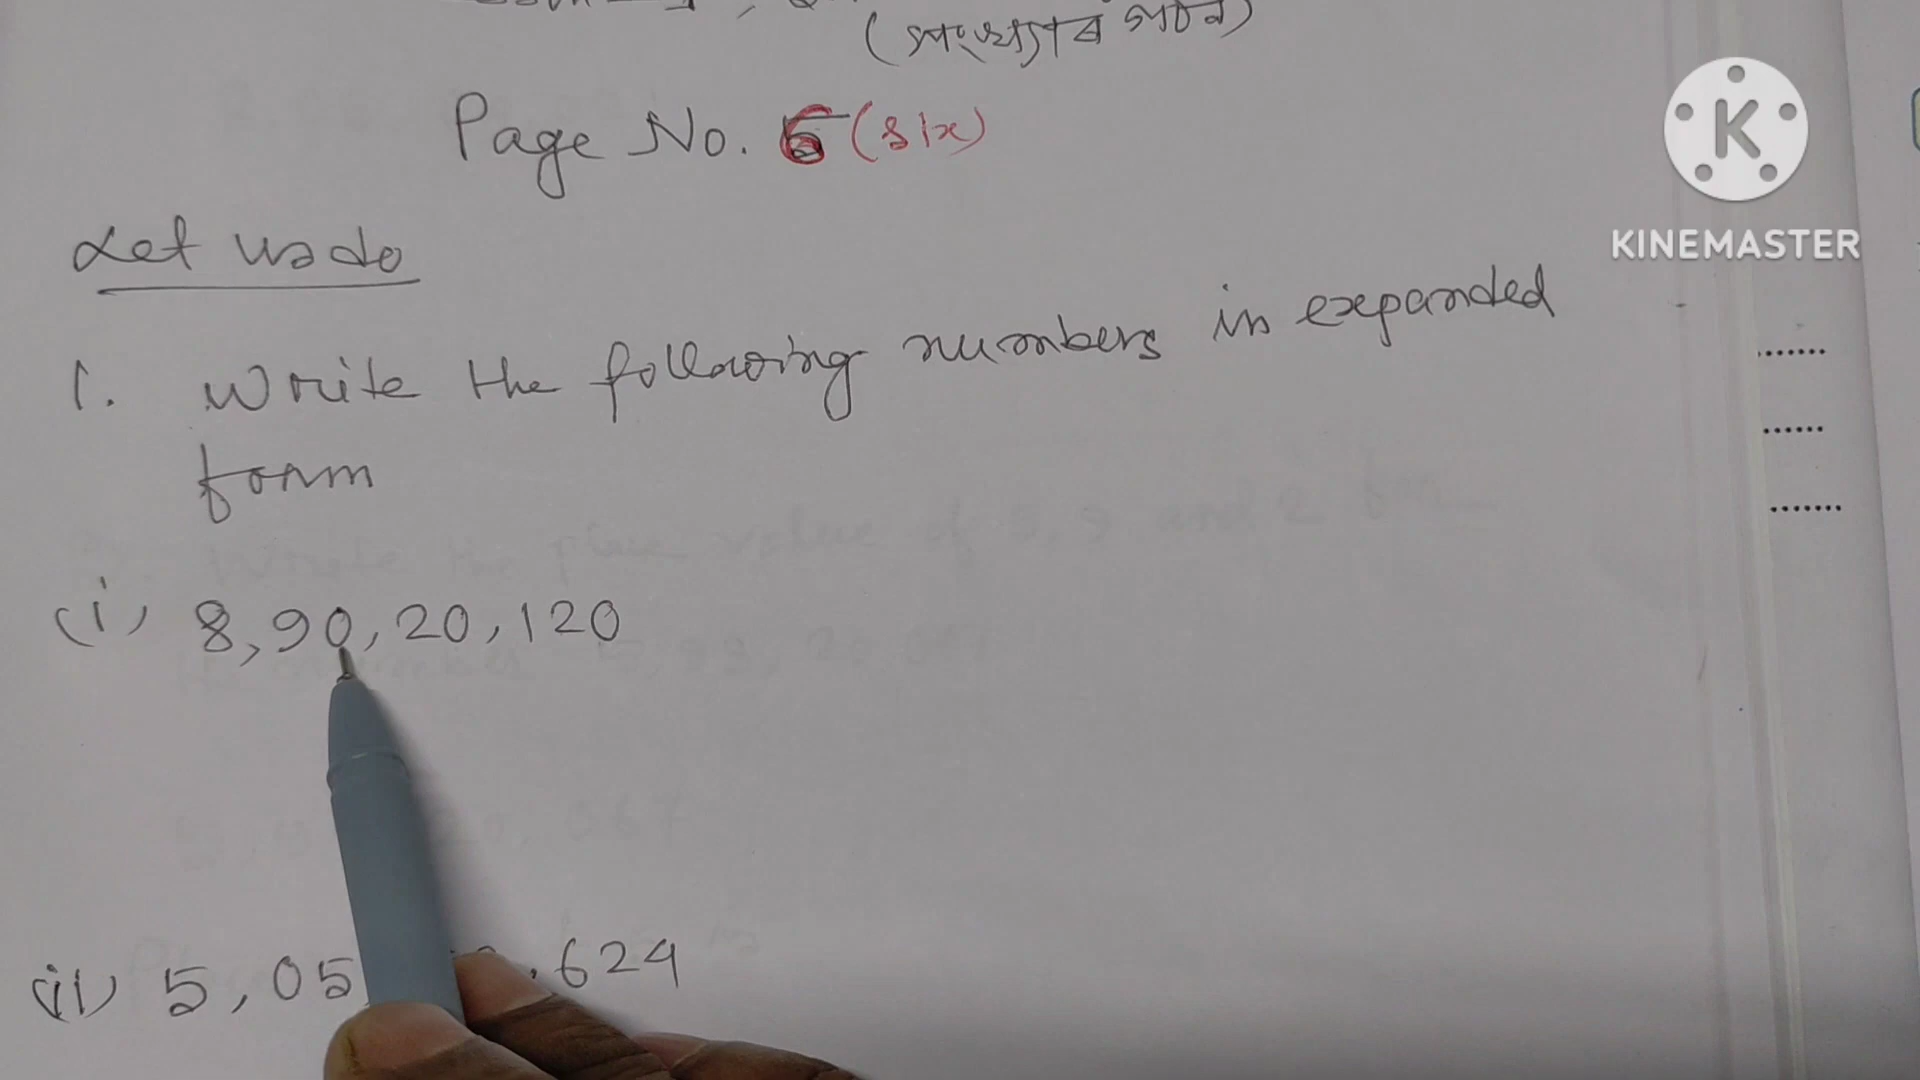 (সংখ্যাৰ গঠন)
Page No. 6 (six)
Let us do
1. Write the following numbers in expanded
form
(i) 8,90,20,120
(ii) 5,05 ,624
KINEMASTER